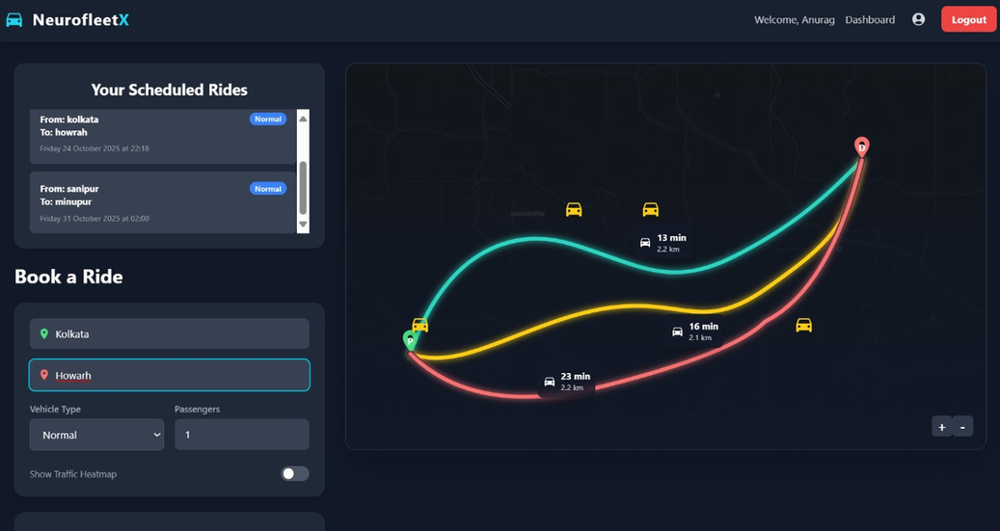 NeurofleetX
Welcome, Anurag
Dashboard
Logout
Your Scheduled Rides
From: kolkata
Normal
To: howrah
Friday 24 October 2025 at 22:18
From: sanipur
Normal
To: minupur
Friday 31 October 2025 at 02:00
Book a Ride
Kolkata
Howarh
Vehicle Type
Passengers
Normal
1
Show Traffic Heatmap
D
13 min
2.2 km
16 min
2.1 km
P
23 min
2.2 km
+
-